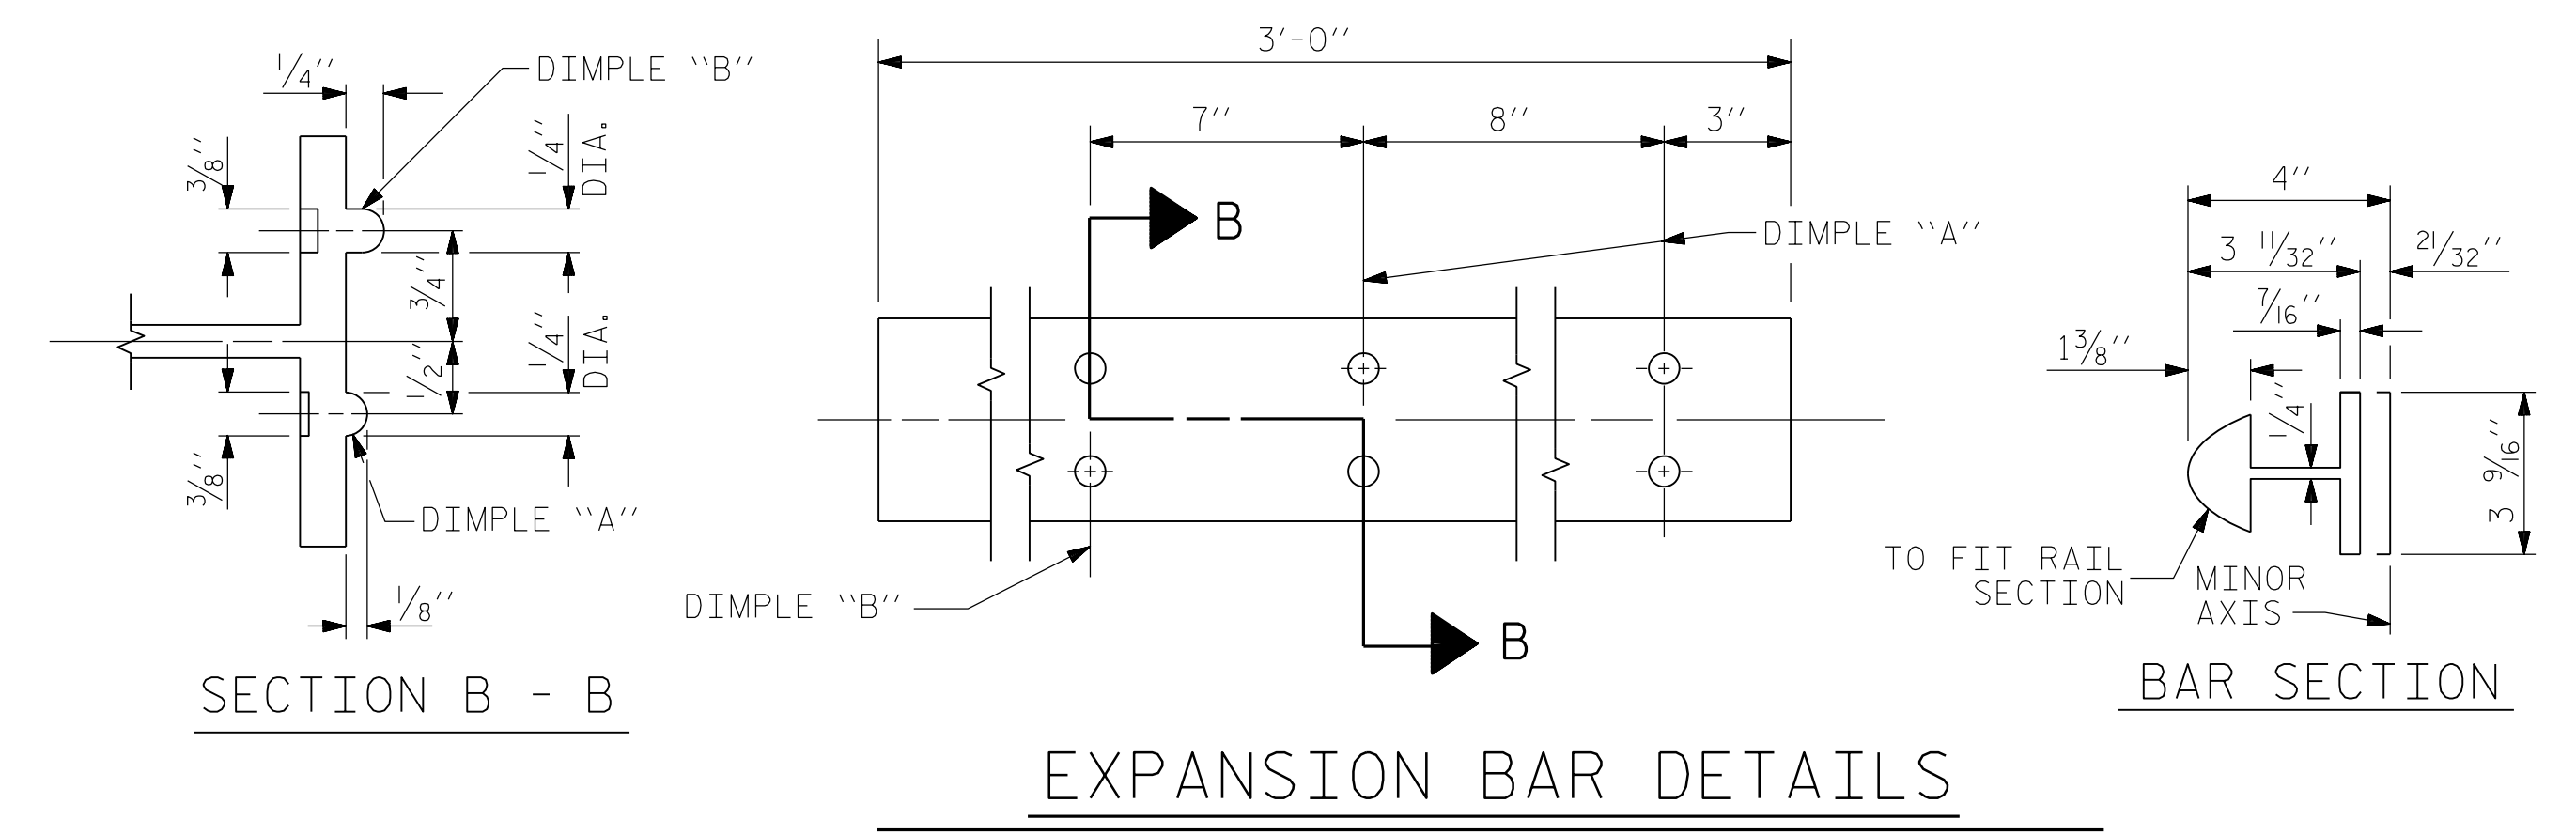 1/4"
DIMPLE "B"
3/8"
1/4" DIA.
3/4"
1/2"
1/4" DIA.
3/8"
DIMPLE "A"
1/8"
SECTION B - B
3'-0"
7"
8"
3"
B
DIMPLE "A"
DIMPLE "B"
B
EXPANSION BAR DETAILS
4"
3 11/32"
21/32"
7/16"
1 3/8"
1/4"
3 9/16"
TO FIT RAIL
SECTION
MINOR
AXIS
BAR SECTION